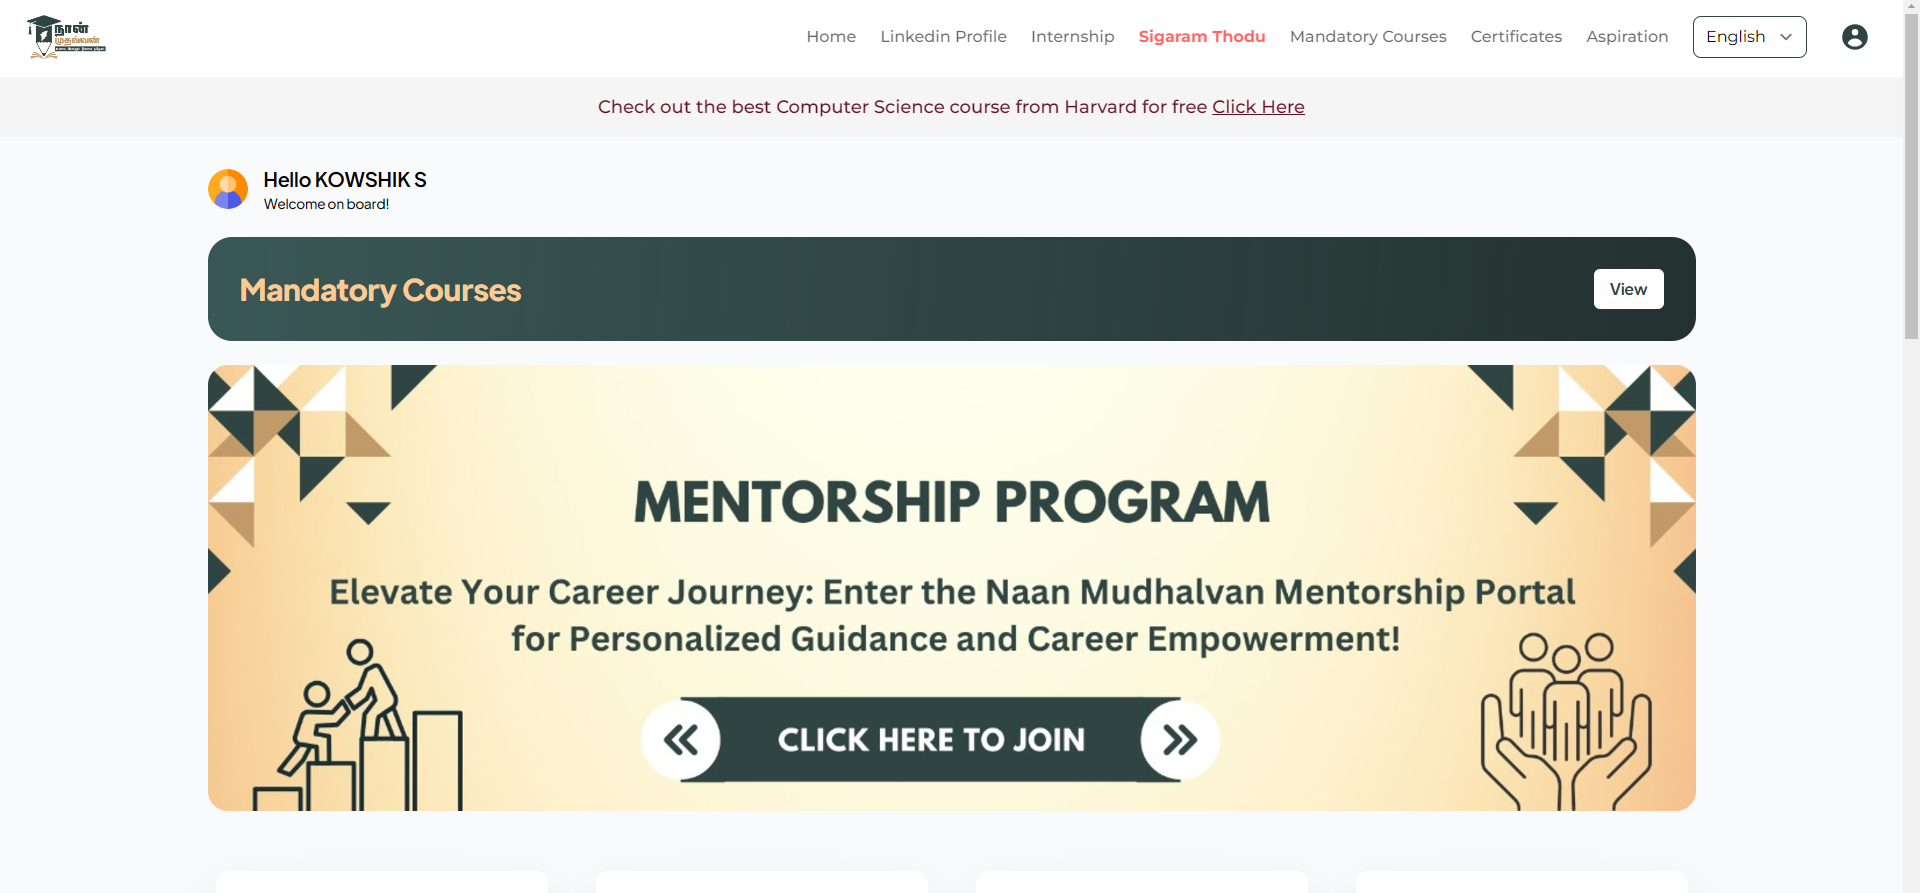 நான்
முதல்வன்
Home
Linkedin Profile
Internship
Sigaram Thodu
Mandatory Courses
Certificates
Aspiration
English
Check out the best Computer Science course from Harvard for free Click Here
Hello KOWSHIK S
Welcome on board!
Mandatory Courses
View
MENTORSHIP PROGRAM
Elevate Your Career Journey: Enter the Naan Mudhalvan Mentorship Portal
for Personalized Guidance and Career Empowerment!
CLICK HERE TO JOIN